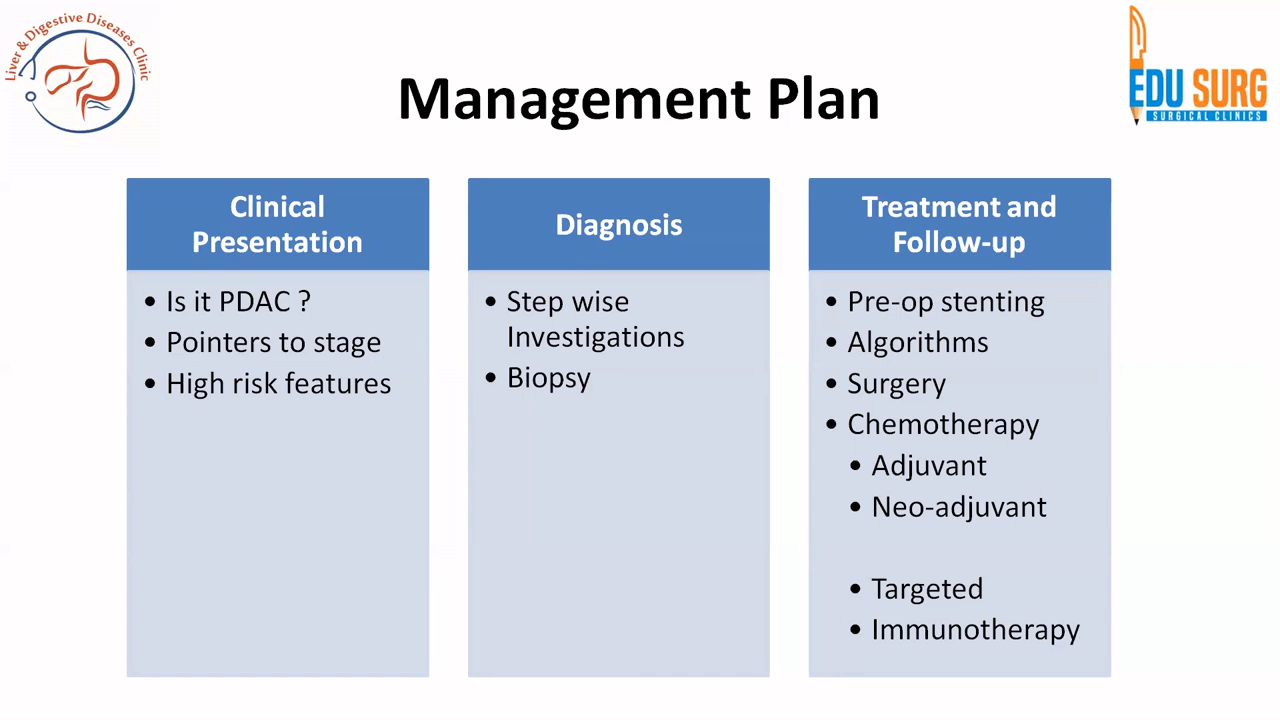 Liver & Digestive Diseases Clinic
EDU SURG
SURGICAL CLINICS
Management Plan
Clinical
Presentation
• Is it PDAC ?
• Pointers to stage
• High risk features
Diagnosis
• Step wise
Investigations
• Biopsy
Treatment and
Follow-up
• Pre-op stenting
• Algorithms
• Surgery
• Chemotherapy
• Adjuvant
• Neo-adjuvant
• Targeted
• Immunotherapy